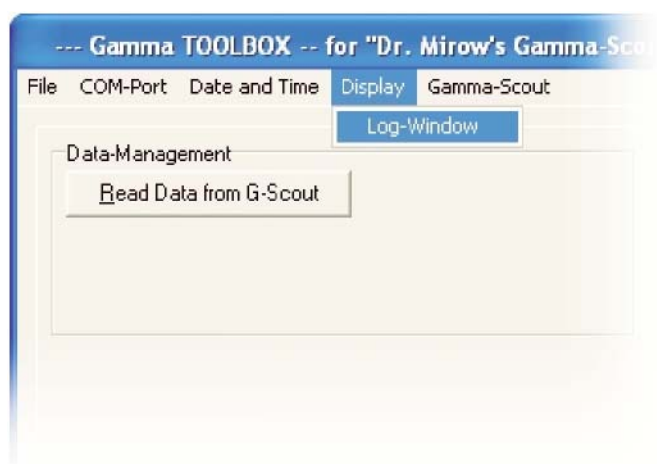 --- Gamma TOOLBOX -- for "Dr. Mirow's Gamma-Sco
File COM-Port Date and Time Display Gamma-Scout
Log-Window
Data-Management
Read Data from G-Scout